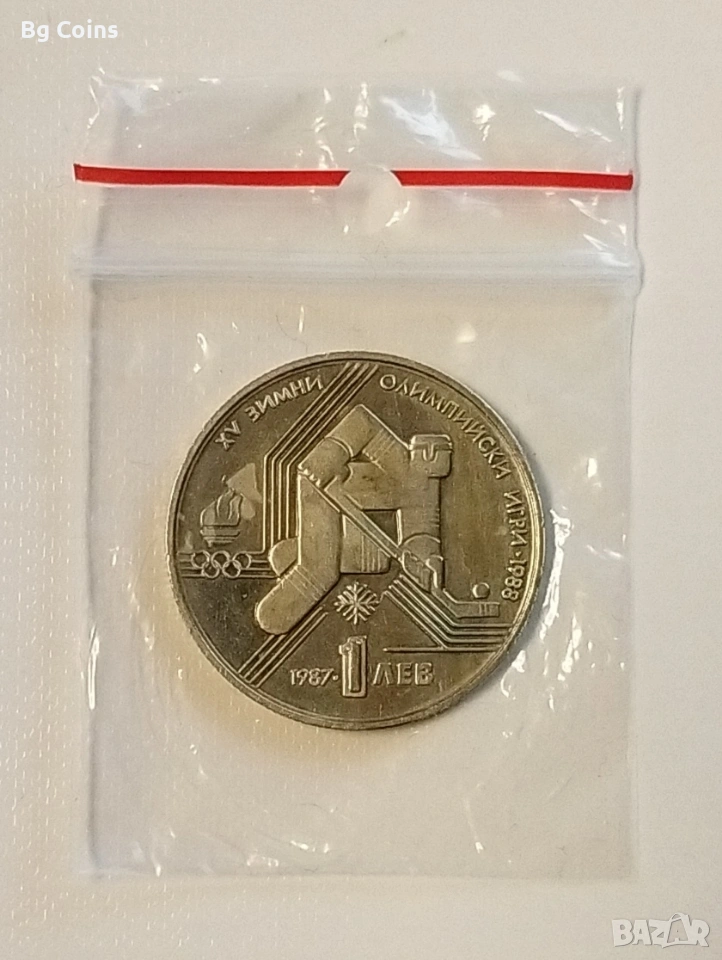 Bg Coins
XV ЗИМНИ ОЛИМПИЙСКИ ИГРИ·1988
1987·1 ЛЕВ
BAZAR